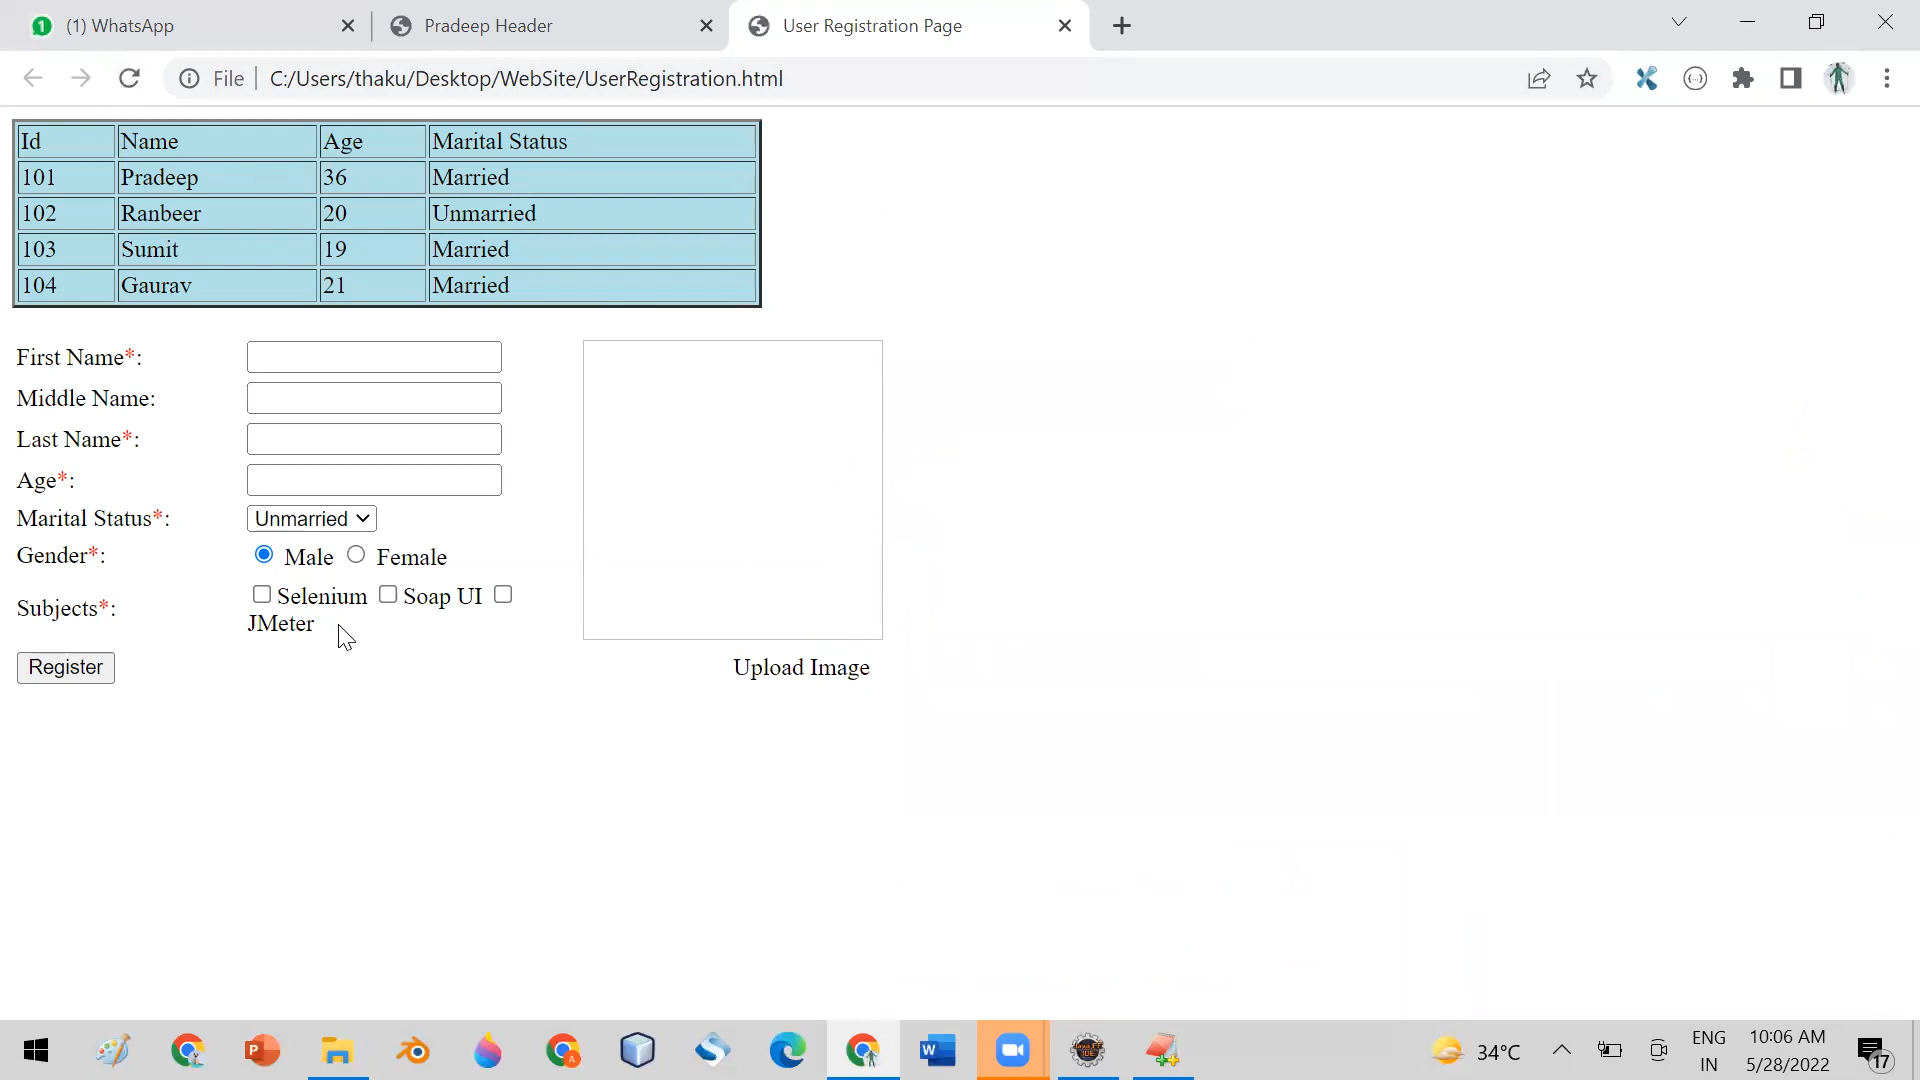 1 (1) WhatsApp
Pradeep Header
User Registration Page
File C:/Users/thaku/Desktop/WebSite/UserRegistration.html
Id Name Age Marital Status
101 Pradeep 36 Married
102 Ranbeer 20 Unmarried
103 Sumit 19 Married
104 Gaurav 21 Married
First Name*:
Middle Name:
Last Name*:
Age*:
Marital Status*: Unmarried
Gender*: Male Female
Subjects*: Selenium Soap UI
JMeter
Register
Upload Image
34°C
ENG
IN
10:06 AM
5/28/2022
17